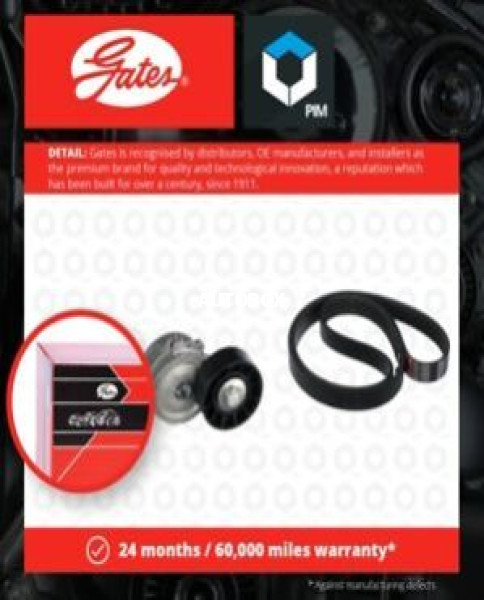 Gates
PIM
DETAIL: Gates is recognised by distributors, OE manufacturers, and installers as
the premium brand for quality and technological innovation, a reputation which
has been built for over a century, since 1911.
Gates
24 months / 60,000 miles warranty*
*Against manufacturing defects